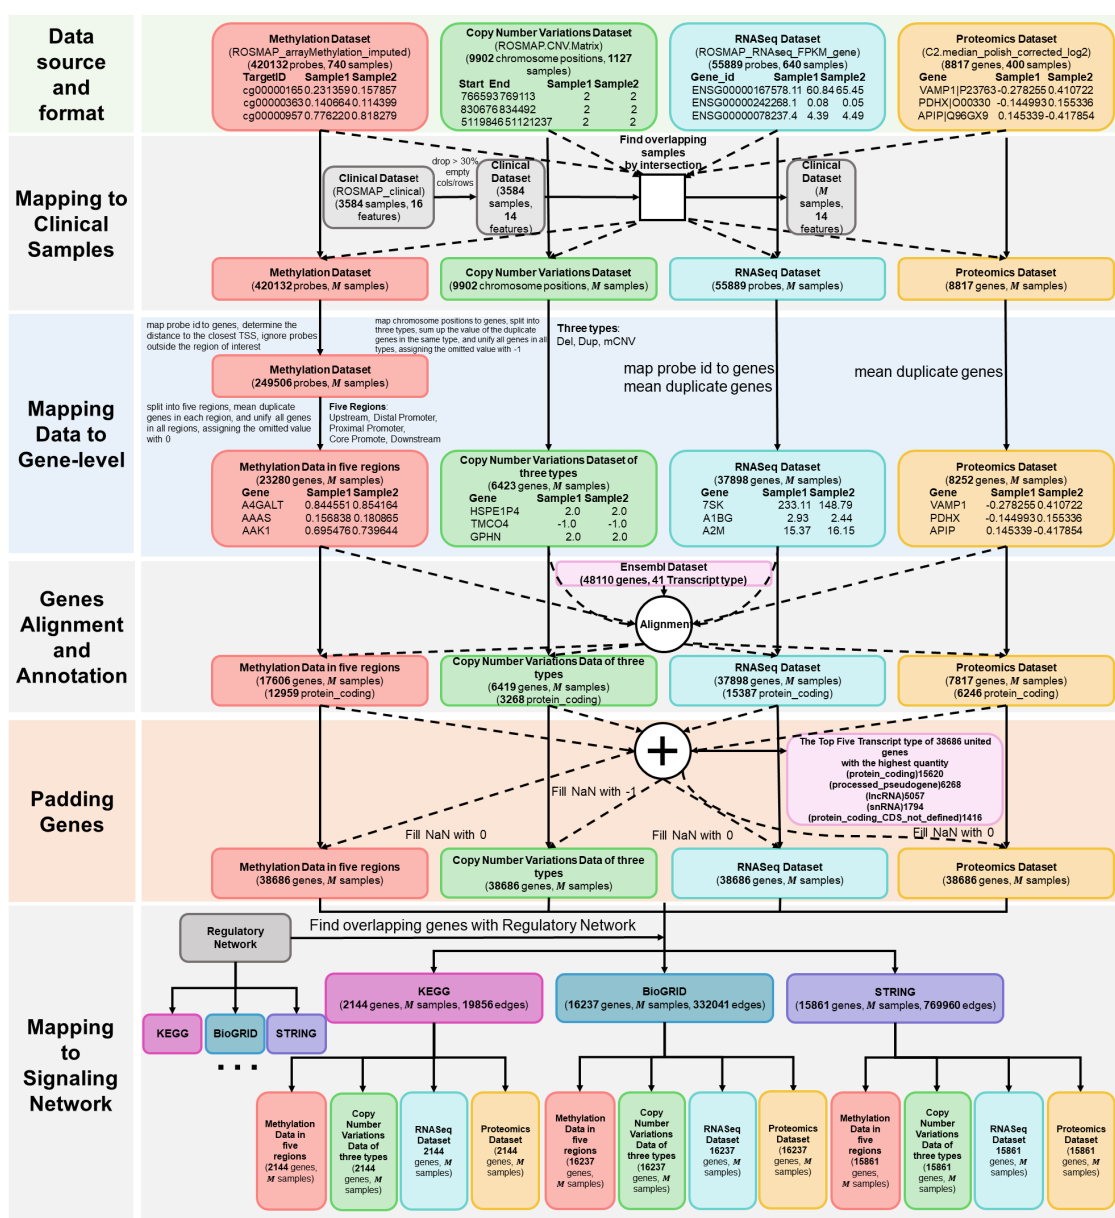 Data
source
and
format
Methylation Dataset
(ROSMAP_arrayMethylation_imputed)
(420132 probes, 740 samples)
TargetID Sample1 Sample2
cg00000165 0.231359 0.157857
cg00000363 0.140664 0.114399
cg00000957 0.776220 0.818279
Copy Number Variations Dataset
(ROSMAP.CNV.Matrix)
(9902 chromosome positions, 1127
samples)
Start End Sample1 Sample2
766593 769113 2 2
830676 834492 2 2
51119846 51121237 2 2
RNASeq Dataset
(ROSMAP_RNAseq_FPKM_gene)
(55889 probes, 640 samples)
Gene_id Sample1 Sample2
ENSG00000167578.11 60.84 65.45
ENSG00000242268.1 0.08 0.05
ENSG00000078237.4 4.39 4.49
Proteomics Dataset
(C2.median_polish_corrected_log2)
(8817 genes, 400 samples)
Gene Sample1 Sample2
VAMP1|P23763 -0.278255 0.410722
PDHX|O00330 -0.144993 0.155336
APIP|Q96GX9 0.145339 -0.417854
Mapping to
Clinical
Samples
Clinical Dataset
(ROSMAP_clinical)
(3584 samples, 16
features)
drop > 30%
empty
cols/rows
Clinical
Dataset
(3584
samples,
14
features)
Find overlapping
samples
by intersection
Clinical
Dataset
(M
samples,
14
features)
Methylation Dataset
(420132 probes, M samples)
Copy Number Variations Dataset
(9902 chromosome positions, M samples)
RNASeq Dataset
(55889 probes, M samples)
Proteomics Dataset
(8817 genes, M samples)
Mapping
Data to
Gene-level
map probe id to genes, determine the
distance to the closest TSS, ignore probes
outside the region of interest
map chromosome positions to genes, split into
three types, sum up the value of the duplicate
genes in the same type, and unify all genes in all
types, assigning the omitted value with -1
Three types:
Del, Dup, mCNV
map probe id to genes
mean duplicate genes
mean duplicate genes
Methylation Dataset
(249506 probes, M samples)
split into five regions, mean duplicate
genes in each region, and unify all genes
in all regions, assigning the omitted value
with 0
Five Regions:
Upstream, Distal Promoter,
Proximal Promoter,
Core Promote, Downstream
Methylation Data in five regions
(23280 genes, M samples)
Gene Sample1 Sample2
A4GALT 0.844551 0.854164
AAAS 0.156838 0.180865
AAK1 0.695476 0.739644
Copy Number Variations Dataset of
three types
(6423 genes, M samples)
Gene Sample1 Sample2
HSPE1P4 2.0 2.0
TMCO4 -1.0 -1.0
GPHN 2.0 2.0
RNASeq Dataset
(37898 genes, M samples)
Gene Sample1 Sample2
7SK 233.11 148.79
A1BG 2.93 2.44
A2M 15.37 16.15
Proteomics Dataset
(8252 genes, M samples)
Gene Sample1 Sample2
VAMP1 -0.278255 0.410722
PDHX -0.144993 0.155336
APIP 0.145339 -0.417854
Genes
Alignment
and
Annotation
Ensembl Dataset
(48110 genes, 41 Transcript type)
Alignment
Methylation Data in five regions
(17606 genes, M samples)
(12959 protein_coding)
Copy Number Variations Data of three
types
(6419 genes, M samples)
(3268 protein_coding)
RNASeq Dataset
(37898 genes, M samples)
(15387 protein_coding)
Proteomics Dataset
(7817 genes, M samples)
(6246 protein_coding)
Padding
Genes
+
The Top Five Transcript type of 38686 united
genes
with the highest quantity
(protein_coding)15620
(processed_pseudogene)6268
(lncRNA)5057
(snRNA)1794
(protein_coding_CDS_not_defined)1416
Fill NaN with -1
Fill NaN with 0
Fill NaN with 0
Fill NaN with 0
Methylation Data in five regions
(38686 genes, M samples)
Copy Number Variations Data of three
types
(38686 genes, M samples)
RNASeq Dataset
(38686 genes, M samples)
Proteomics Dataset
(38686 genes, M samples)
Mapping
to
Signaling
Network
Regulatory
Network
Find overlapping genes with Regulatory Network
KEGG
BioGRID
STRING
...
KEGG
(2144 genes, M samples, 19856 edges)
BioGRID
(16237 genes, M samples, 332041 edges)
STRING
(15861 genes, M samples, 769960 edges)
Methylation
Data in
five
regions
(2144 genes,
M samples)
Copy
Number
Variations
Data of
three types
(2144
genes, M
samples)
RNASeq
Dataset
2144
genes, M
samples)
Proteomics
Dataset
(2144
genes, M
samples)
Methylation
Data in
five
regions
(16237
genes,
M samples)
Copy
Number
Variations
Data of
three types
(16237
genes, M
samples)
RNASeq
Dataset
16237
genes, M
samples)
Proteomics
Dataset
(16237
genes, M
samples)
Methylation
Data in
five
regions
(15861
genes,
M samples)
Copy
Number
Variations
Data of
three types
(15861
genes, M
samples)
RNASeq
Dataset
15861
genes, M
samples)
Proteomics
Dataset
(15861
genes, M
samples)